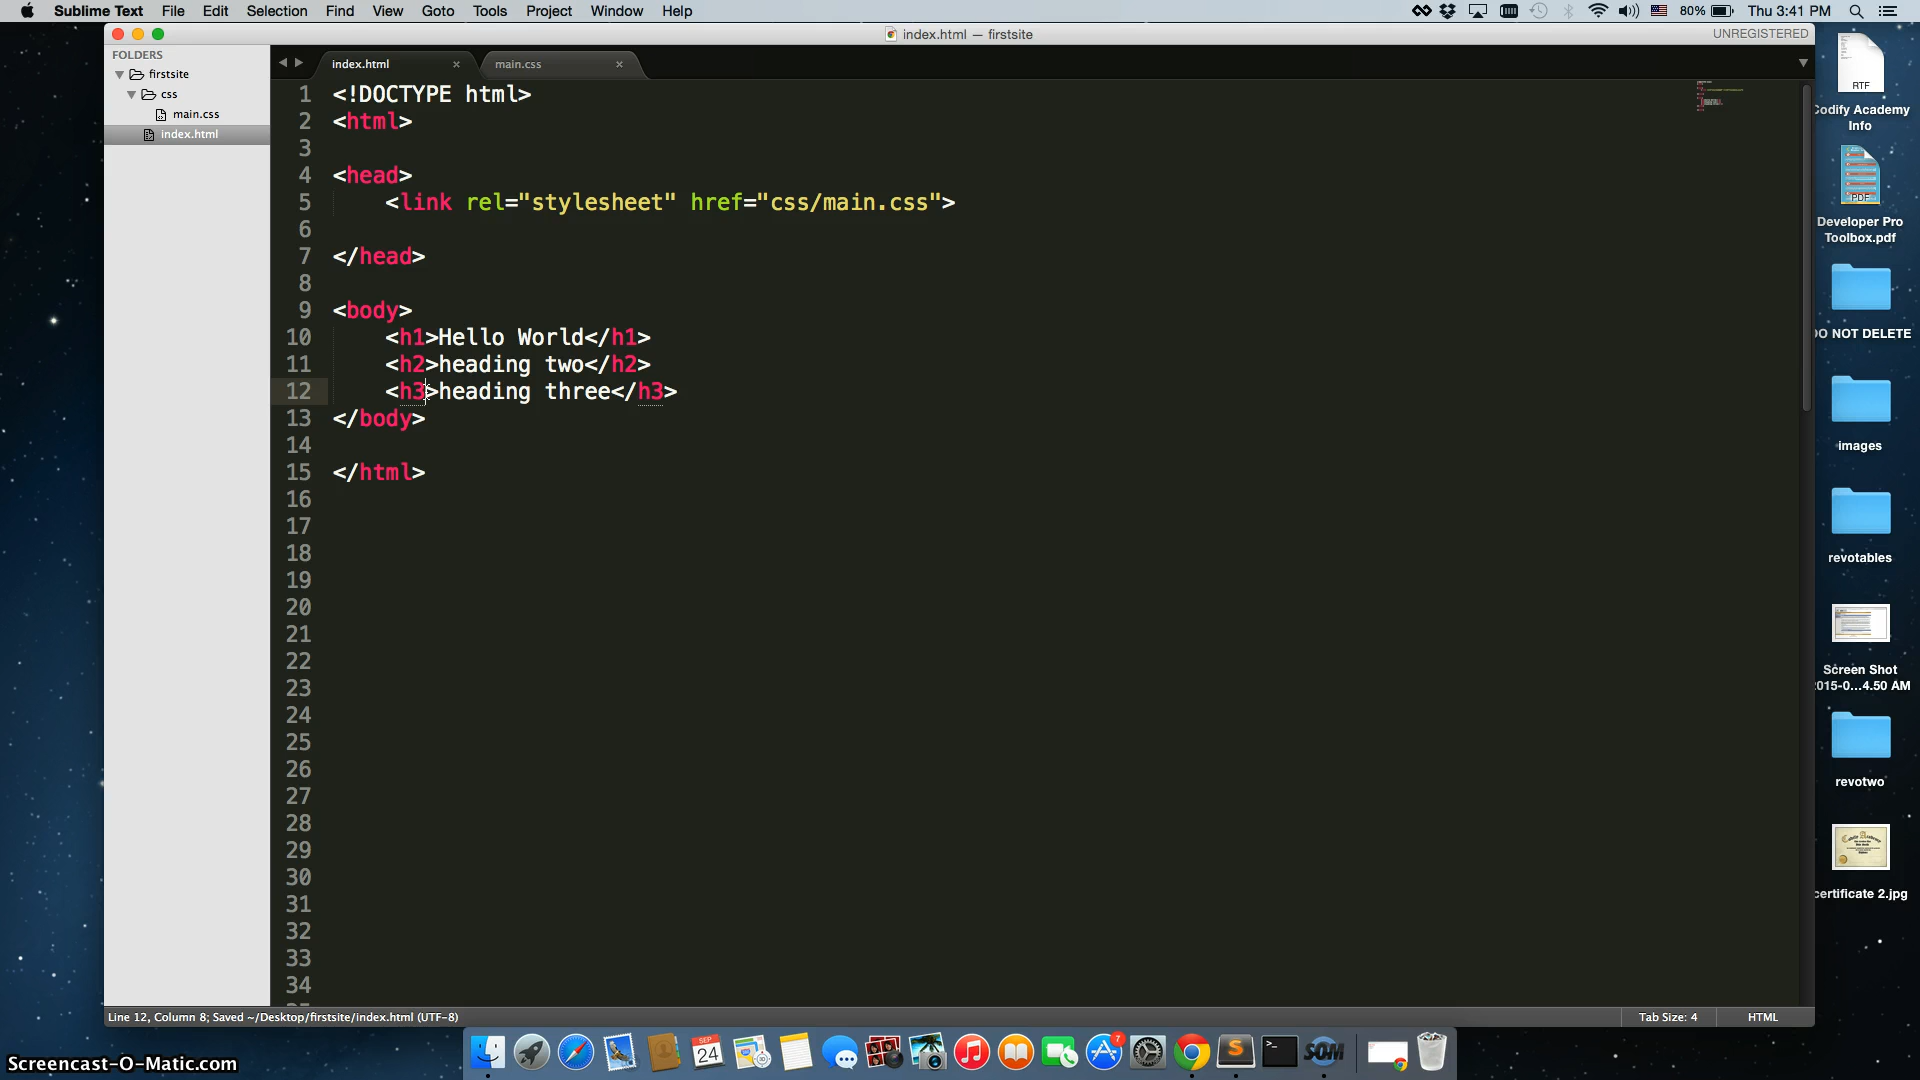 Sublime Text File Edit Selection Find View Goto Tools Project Window Help 80% Thu 3:41 PM
index.html — firstsite UNREGISTERED
FOLDERS
firstsite
css
main.css
index.html
index.html × main.css ×
1 <!DOCTYPE html>
2 <html>
3
4 <head>
5 <link rel="stylesheet" href="css/main.css">
6
7 </head>
8
9 <body>
10 <h1>Hello World</h1>
11 <h2>heading two</h2>
12 <h3>heading three</h3>
13 </body>
14
15 </html>
16
17
18
19
20
21
22
23
24
25
26
27
28
29
30
31
32
33
34
RTF
Codify Academy
Info
PDF
Developer Pro
Toolbox.pdf
DO NOT DELETE
images
revotables
Screen Shot
2015-0...4.50 AM
revotwo
certificate 2.jpg
Line 12, Column 8; Saved ~/Desktop/firstsite/index.html (UTF-8) Tab Size: 4 HTML
SEP
24
7
S
>_
SOM
Screencast-O-Matic.com